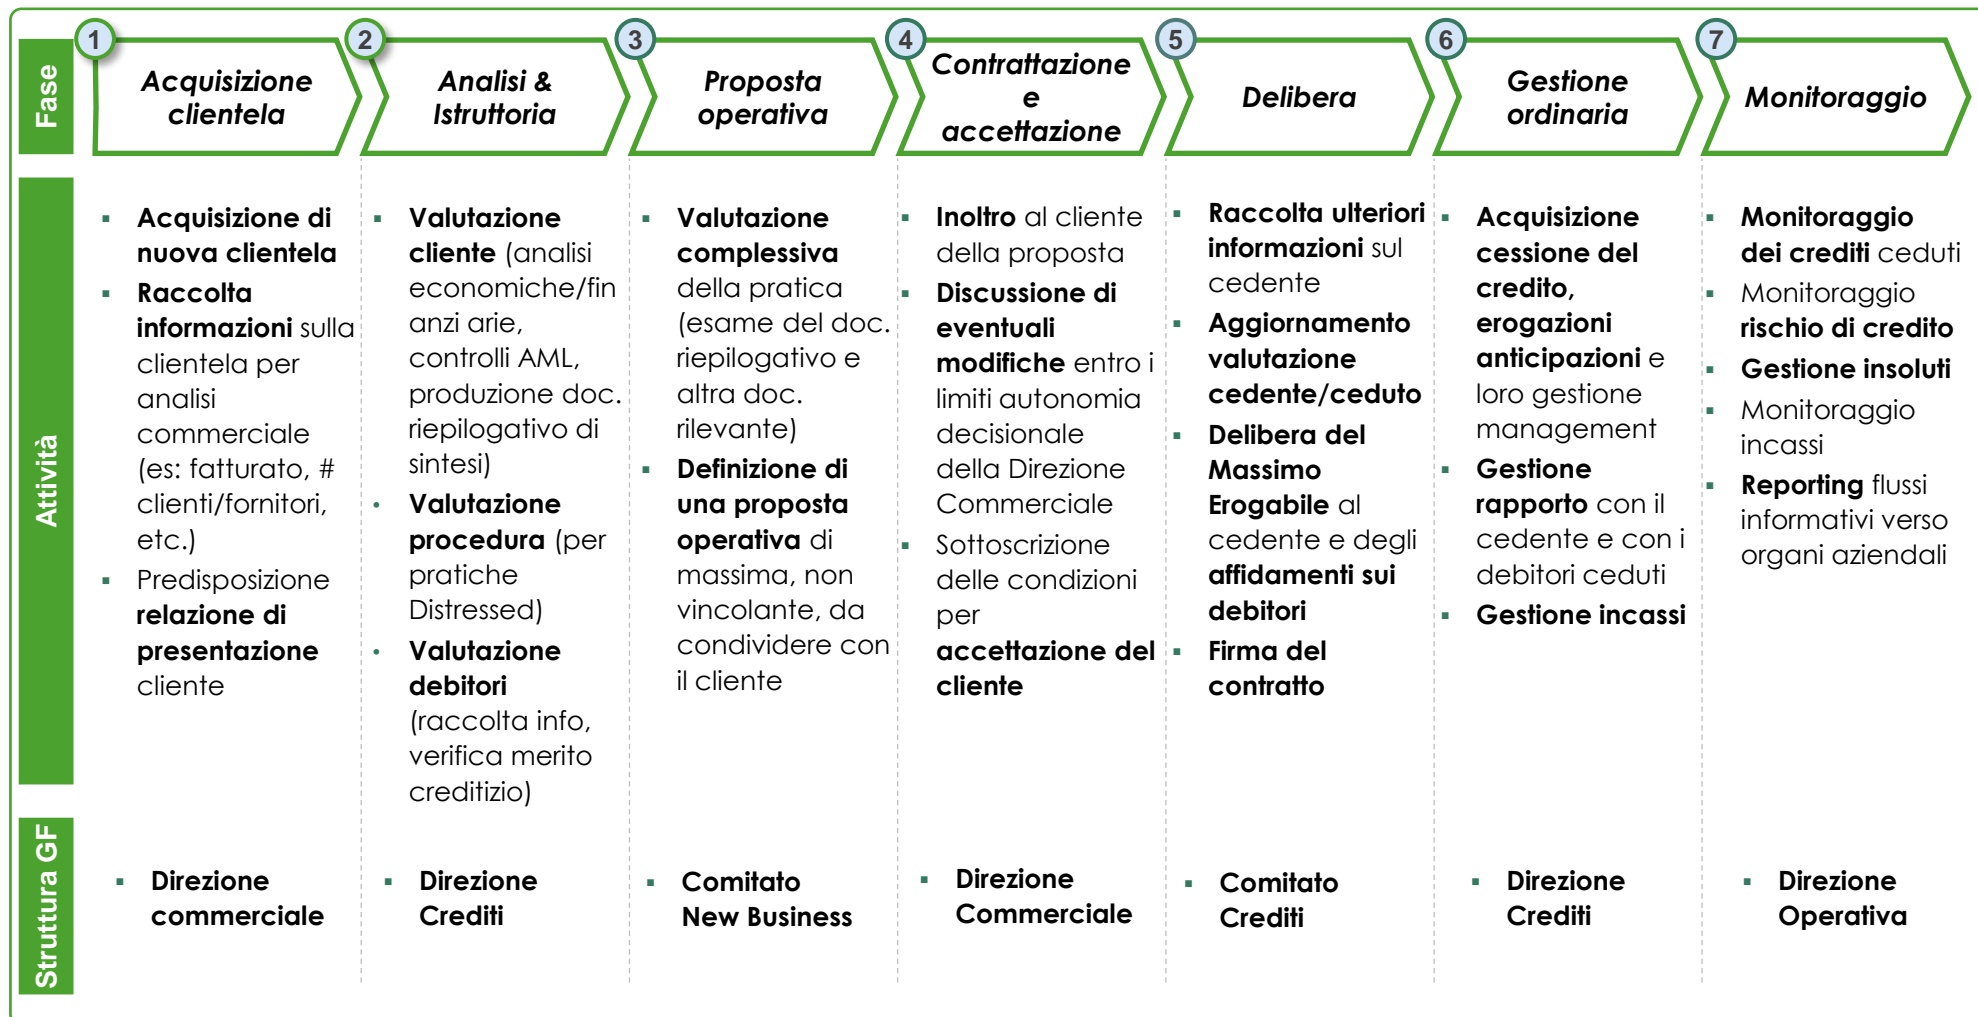 Fase
1
Acquisizione
clientela
2
Analisi &
Istruttoria
3
Proposta
operativa
4
Contrattazione
e
accettazione
5
Delibera
6
Gestione
ordinaria
7
Monitoraggio
Attività
▪ Acquisizione di
nuova clientela
▪ Raccolta
informazioni sulla
clientela per
analisi
commerciale
(es: fatturato, #
clienti/fornitori,
etc.)
▪ Predisposizione
relazione di
presentazione
cliente
▪ Valutazione
cliente (analisi
economiche/fin
anzi arie,
controlli AML,
produzione doc.
riepilogativo di
sintesi)
• Valutazione
procedura (per
pratiche
Distressed)
• Valutazione
debitori
(raccolta info,
verifica merito
creditizio)
▪ Valutazione
complessiva
della pratica
(esame del doc.
riepilogativo e
altra doc.
rilevante)
▪ Definizione di
una proposta
operativa di
massima, non
vincolante, da
condividere con
il cliente
▪ Inoltro al cliente
della proposta
▪ Discussione di
eventuali
modifiche entro i
limiti autonomia
decisionale
della Direzione
Commerciale
▪ Sottoscrizione
delle condizioni
per
accettazione del
cliente
▪ Raccolta ulteriori
informazioni sul
cedente
▪ Aggiornamento
valutazione
cedente/ceduto
▪ Delibera del
Massimo
Erogabile al
cedente e degli
affidamenti sui
debitori
▪ Firma del
contratto
▪ Acquisizione
cessione del
credito,
erogazioni
anticipazioni e
loro gestione
management
▪ Gestione
rapporto con il
cedente e con i
debitori ceduti
▪ Gestione incassi
▪ Monitoraggio
dei crediti ceduti
▪ Monitoraggio
rischio di credito
▪ Gestione insoluti
▪ Monitoraggio
incassi
▪ Reporting flussi
informativi verso
organi aziendali
Struttura GF
▪ Direzione
commerciale
▪ Direzione
Crediti
▪ Comitato
New Business
▪ Direzione
Commerciale
▪ Comitato
Crediti
▪ Direzione
Crediti
▪ Direzione
Operativa